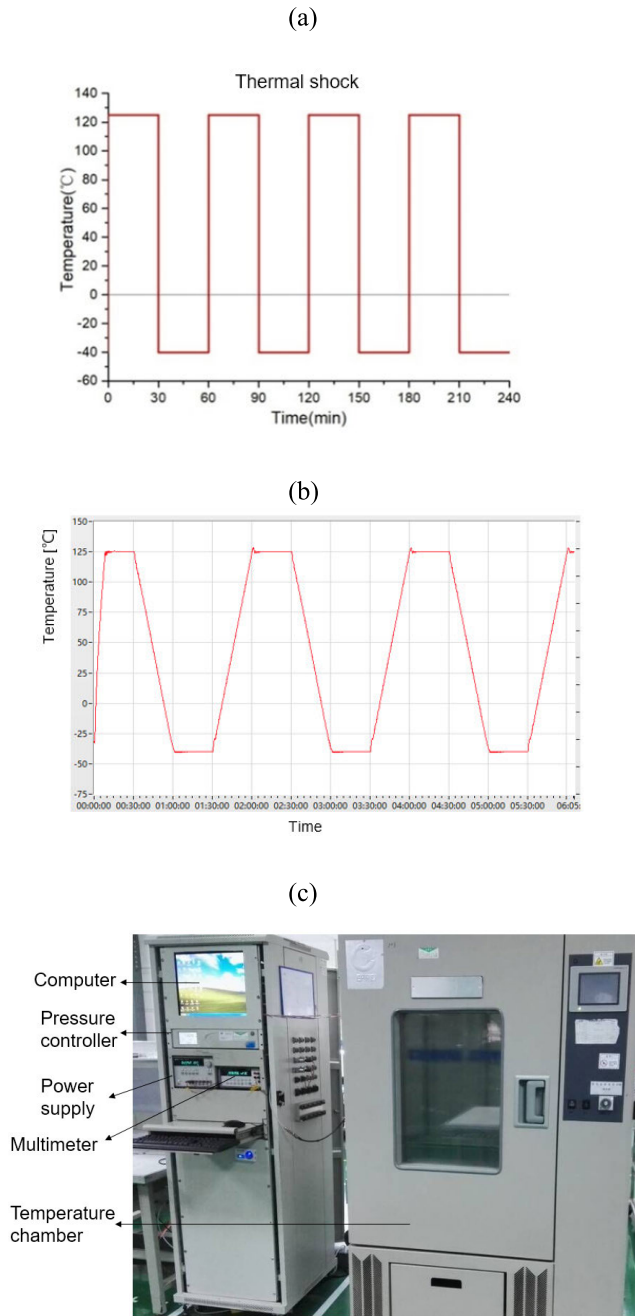 (a)
Thermal shock
140
120
100
80
60
40
20
0
-20
-40
-60
Temperature(℃)
0 30 60 90 120 150 180 210 240
Time(min)
(b)
150
125
100
75
50
25
0
-25
-50
-75
Temperature [℃]
00:00:00 00:30:00 01:00:00 01:30:00 02:00:00 02:30:00 03:00:00 03:30:00 04:00:00 04:30:00 05:00:00 05:30:00 06:05:
Time
(c)
Computer
Pressure
controller
Power
supply
Multimeter
Temperature
chamber